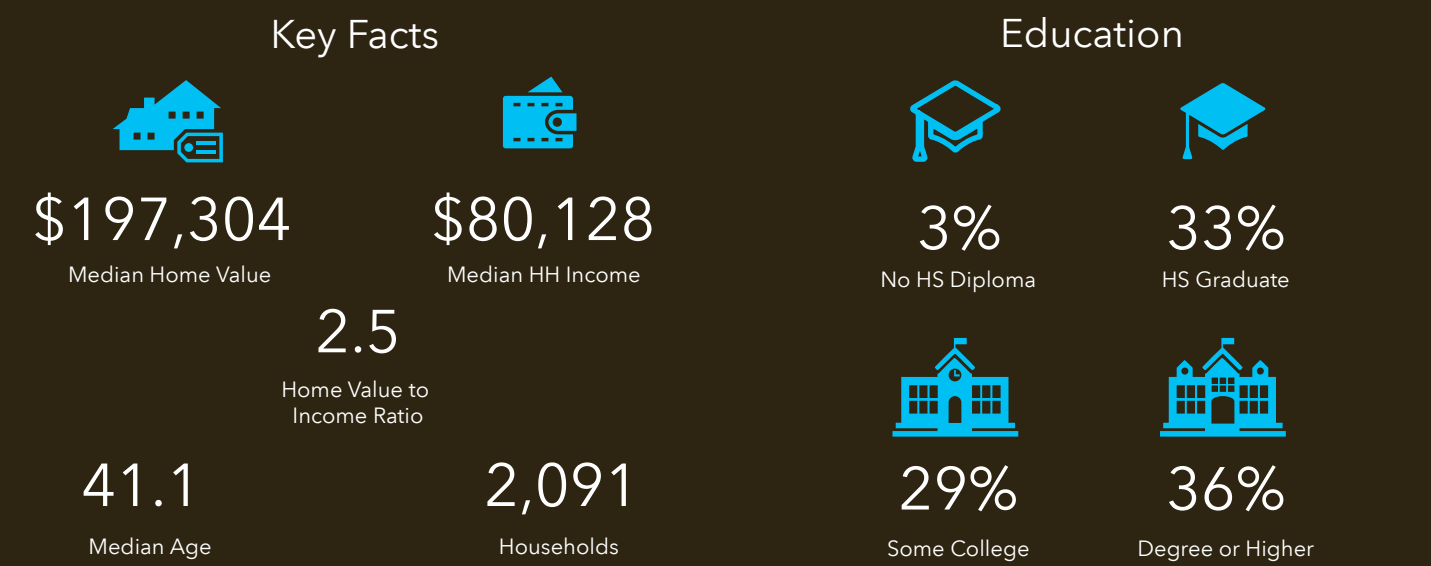 Key Facts
$197,304
Median Home Value
$80,128
Median HH Income
2.5
Home Value to
Income Ratio
41.1
Median Age
2,091
Households
Education
3%
No HS Diploma
33%
HS Graduate
29%
Some College
36%
Degree or Higher